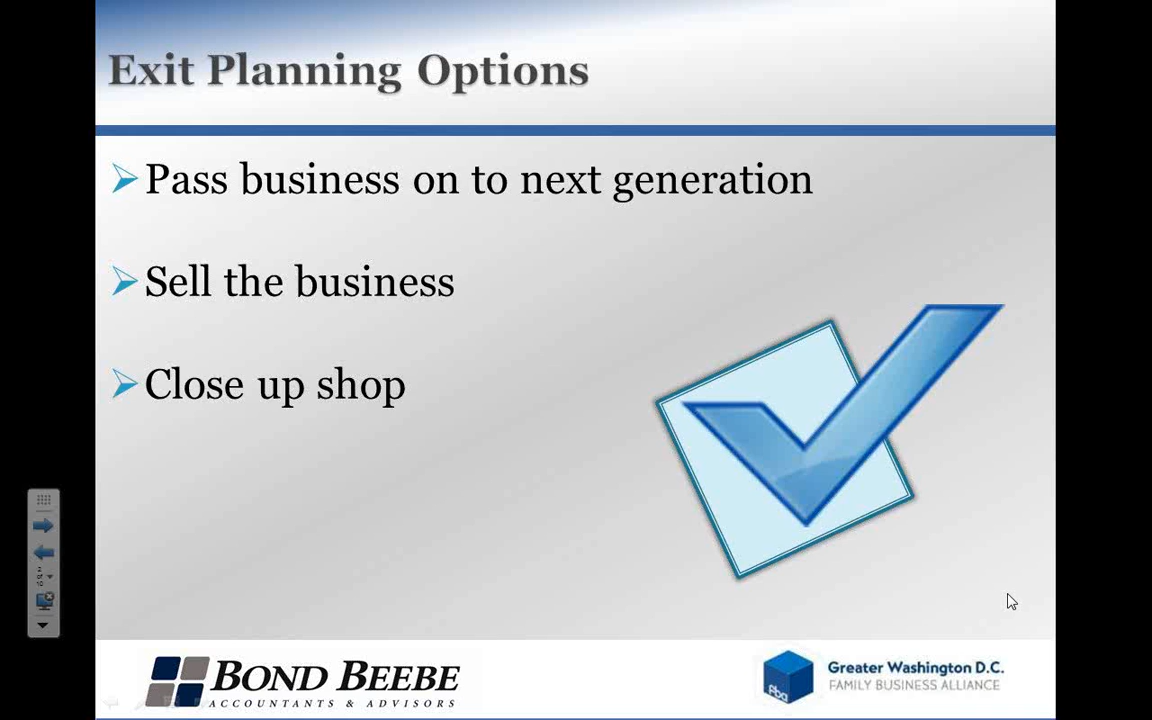 Exit Planning Options
Pass business on to next generation
Sell the business
Close up shop
BOND BEEBE
ACCOUNTANTS & ADVISORS
fba
Greater Washington D.C.
FAMILY BUSINESS ALLIANCE